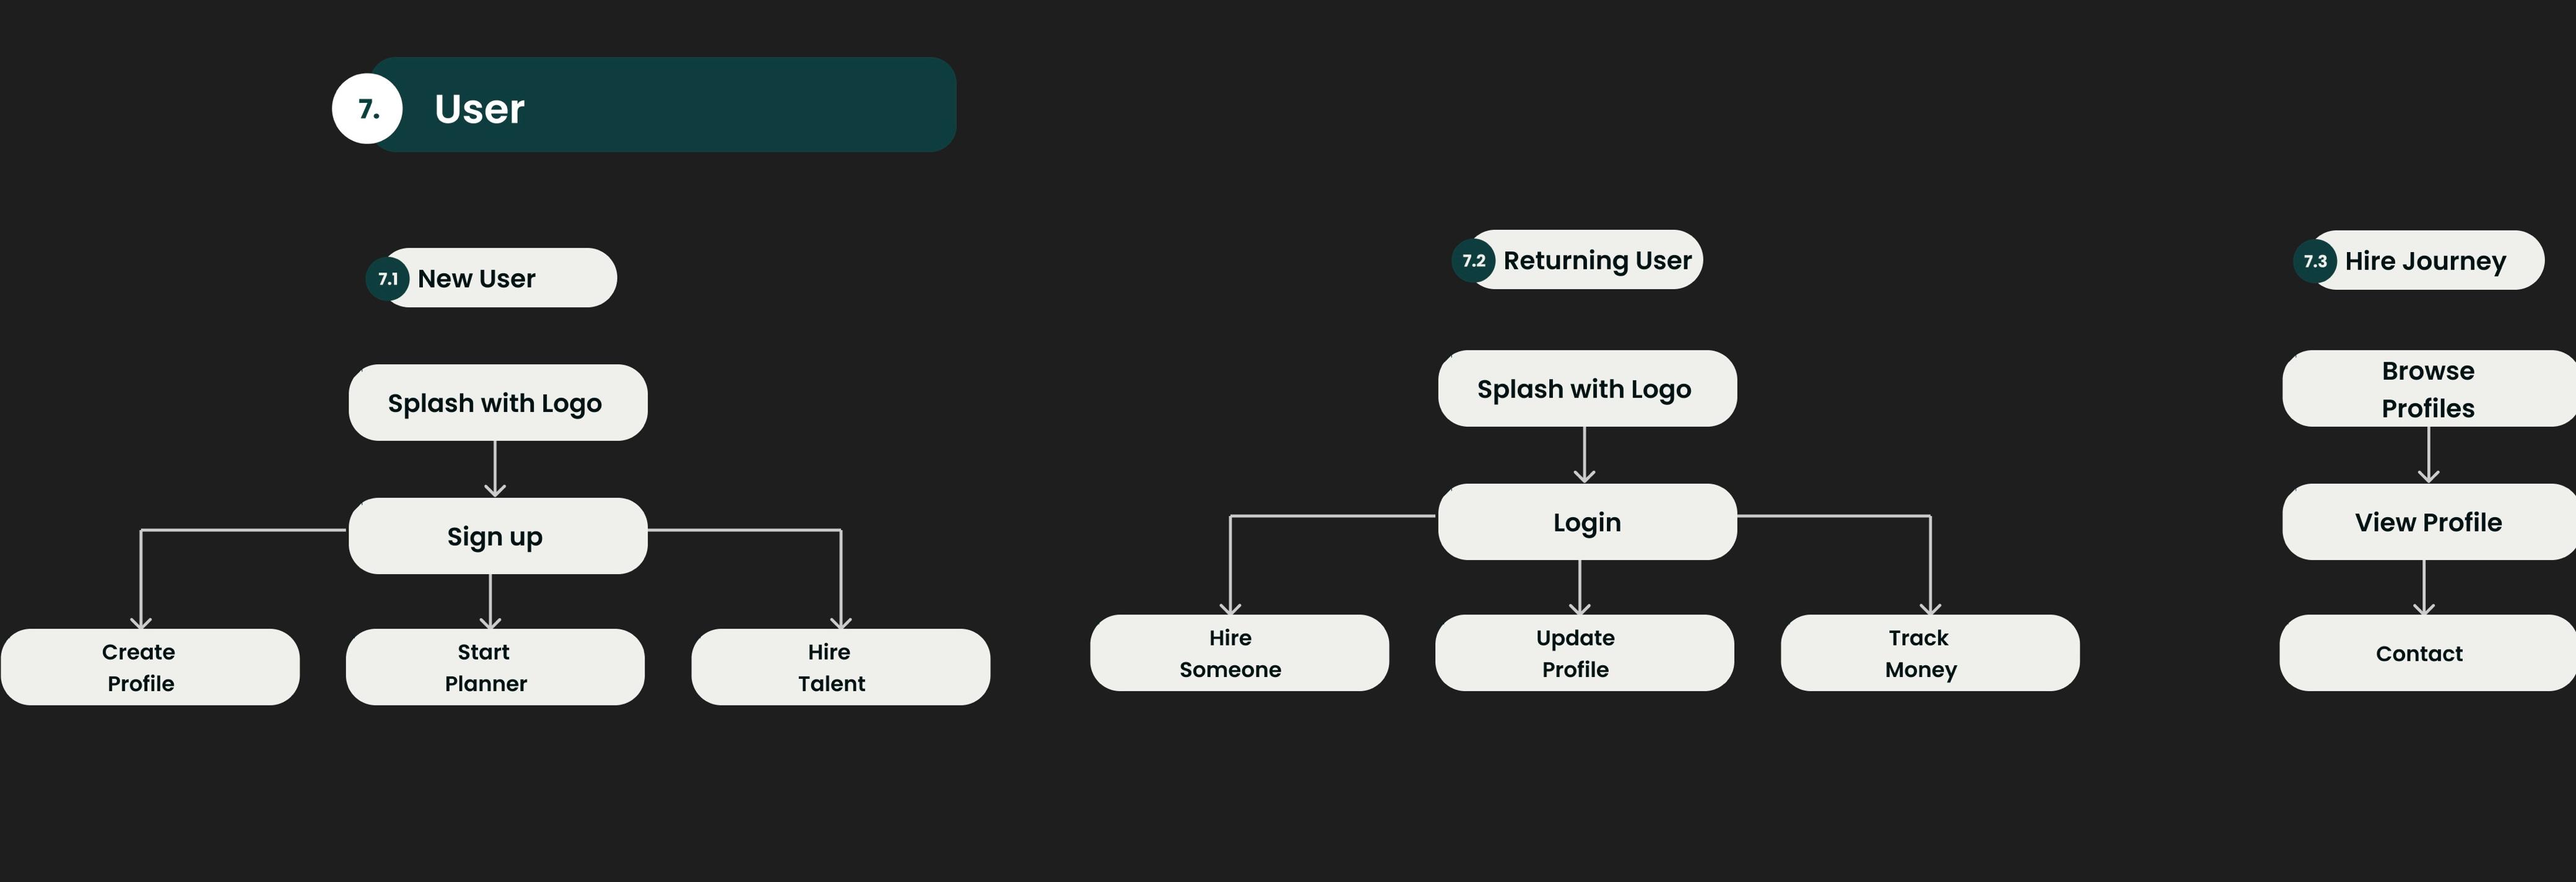 7.
User
7.1
New User
Splash with Logo
Sign up
Create
Profile
Start
Planner
Hire
Talent
7.2
Returning User
Splash with Logo
Login
Hire
Someone
Update
Profile
Track
Money
7.3
Hire Journey
Browse
Profiles
View Profile
Contact